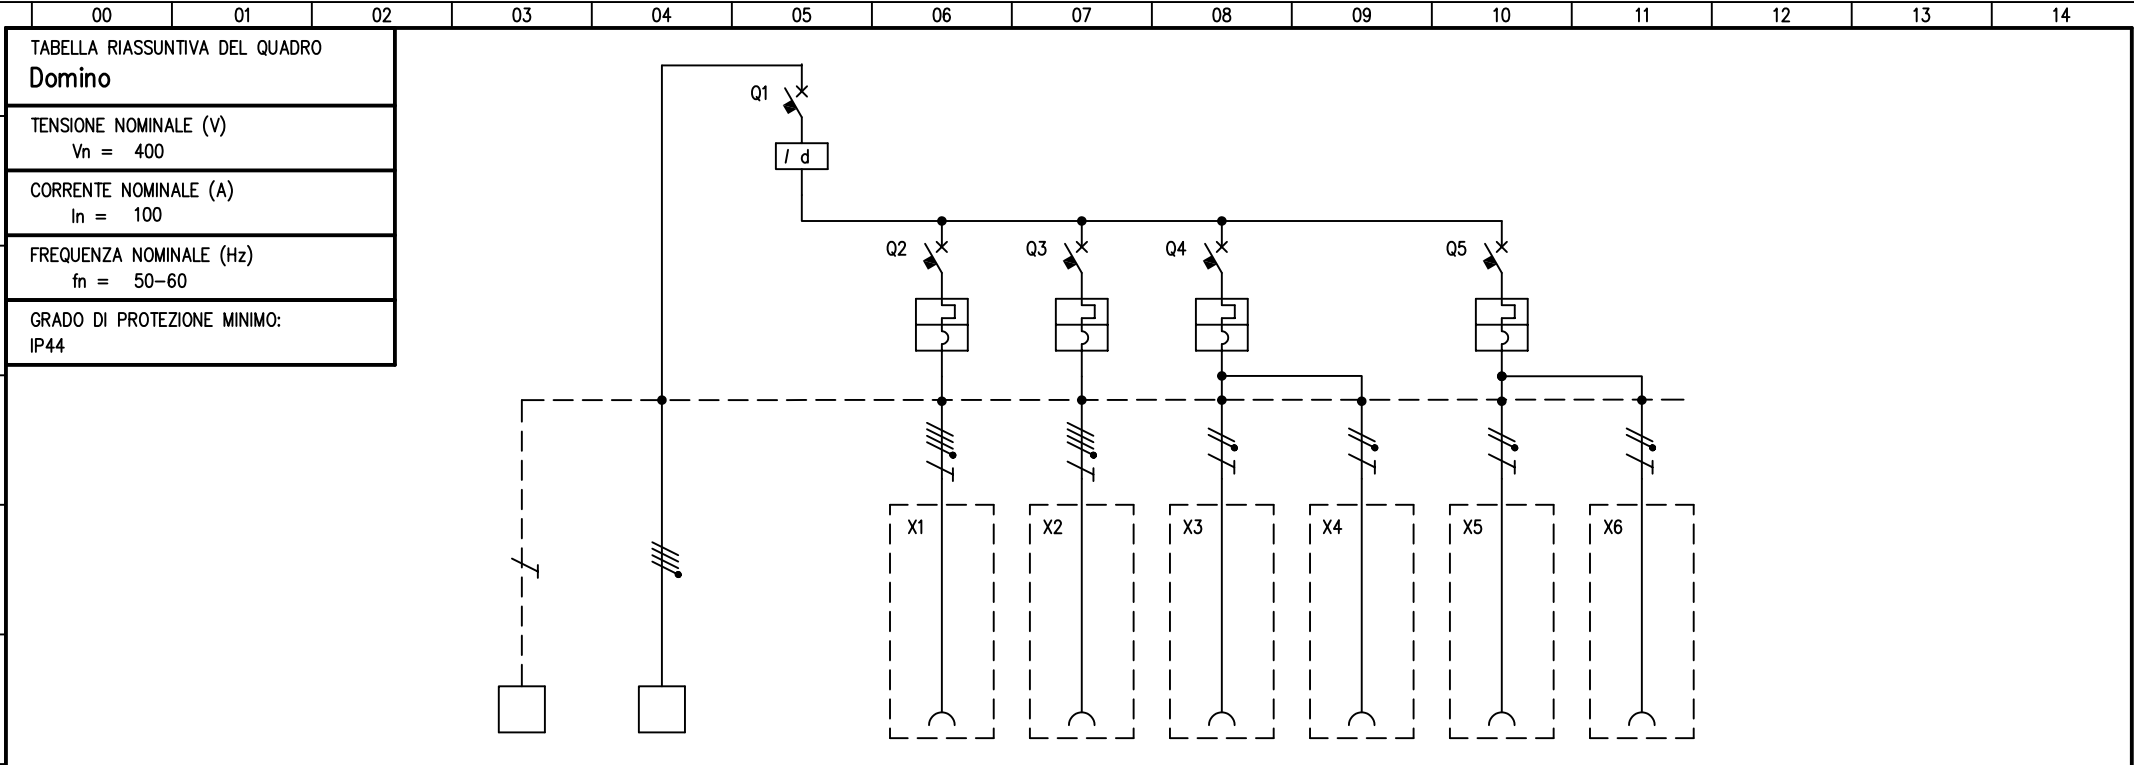 00 01 02 03 04 05 06 07 08 09 10 11 12 13 14
TABELLA RIASSUNTIVA DEL QUADRO
Domino
TENSIONE NOMINALE (V)
Vn = 400
CORRENTE NOMINALE (A)
In = 100
FREQUENZA NOMINALE (Hz)
fn = 50-60
GRADO DI PROTEZIONE MINIMO:
IP44
Q1
I d
Q2 Q3 Q4 Q5
X1 X2 X3 X4 X5 X6